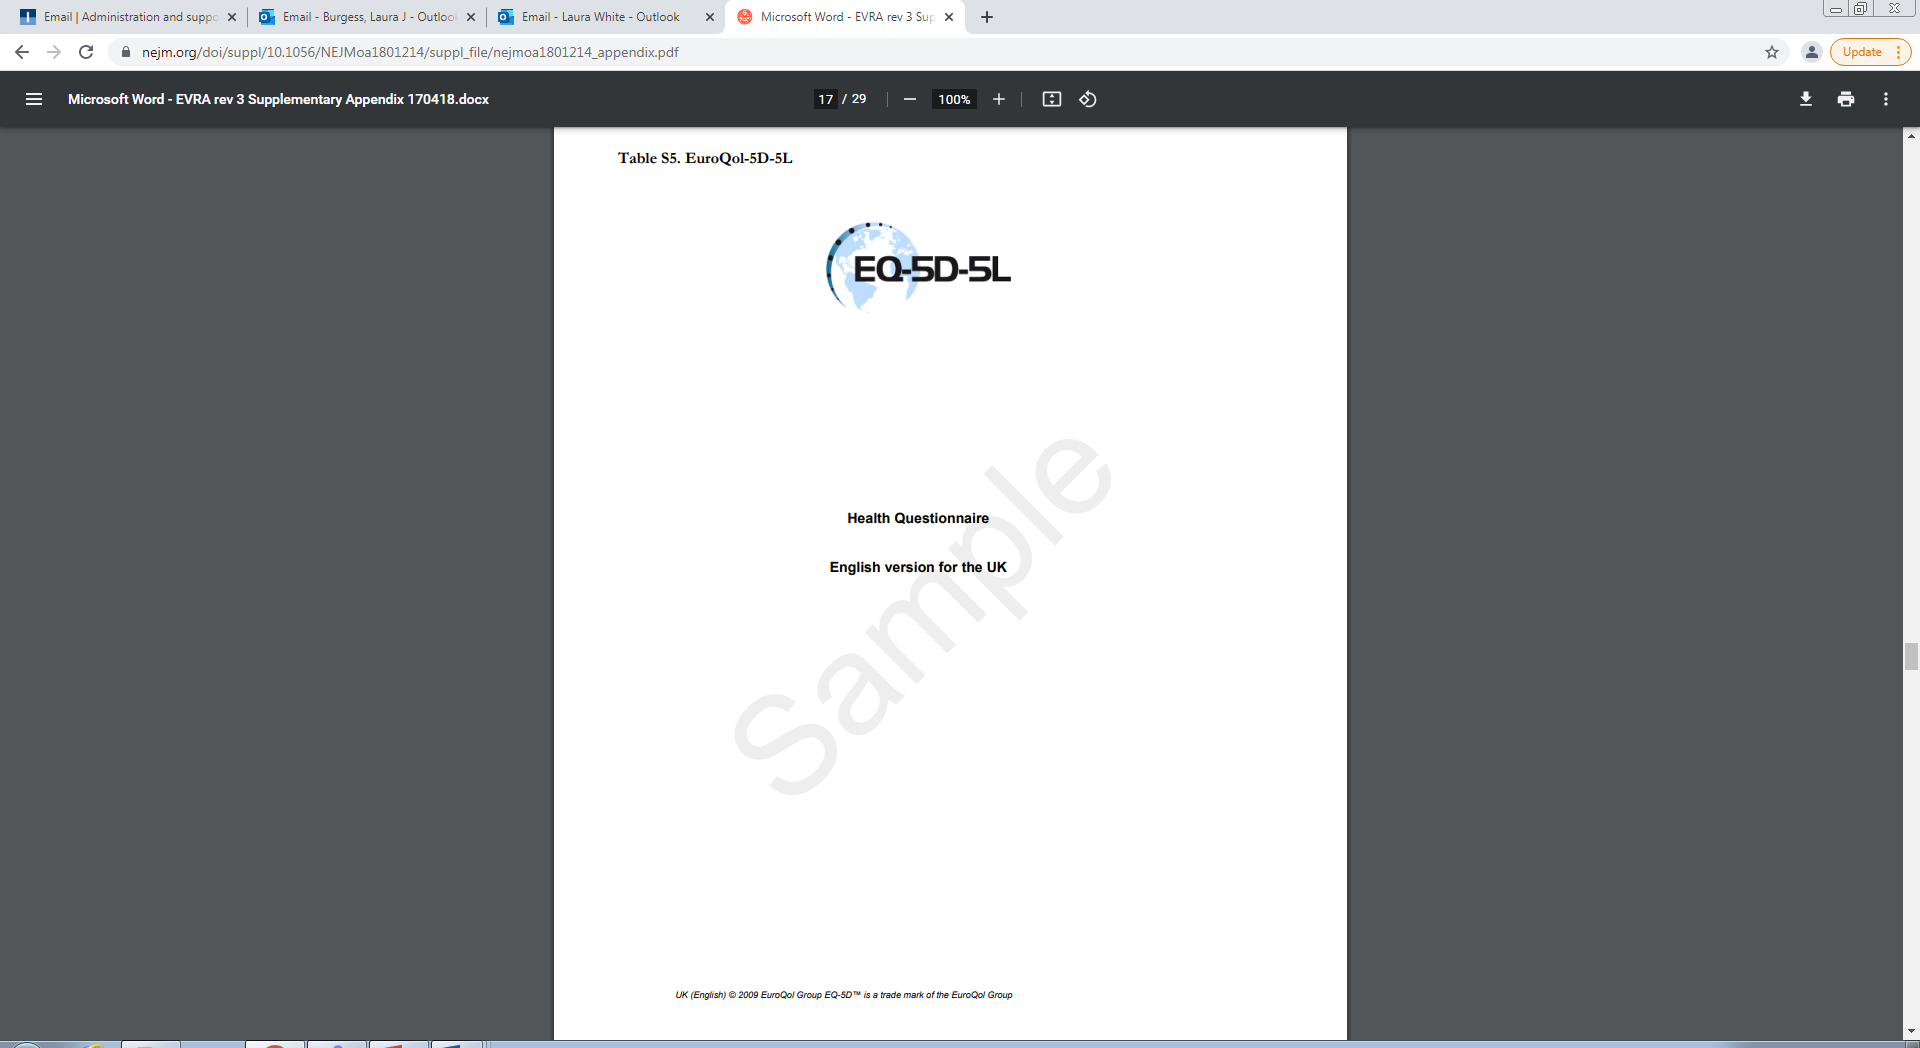 Email | Administration and suppo
Email - Burgess, Laura J - Outlook
Email - Laura White - Outlook
Microsoft Word - EVRA rev 3 Sup
nejm.org/doi/suppl/10.1056/NEJMoa1801214/suppl_file/nejmoa1801214_appendix.pdf
Update
Microsoft Word - EVRA rev 3 Supplementary Appendix 170418.docx
17 / 29
100%
Table S5. EuroQol-5D-5L
EQ-5D-5L
Health Questionnaire
English version for the UK
Sample
UK (English) © 2009 EuroQol Group EQ-5D™ is a trade mark of the EuroQol Group